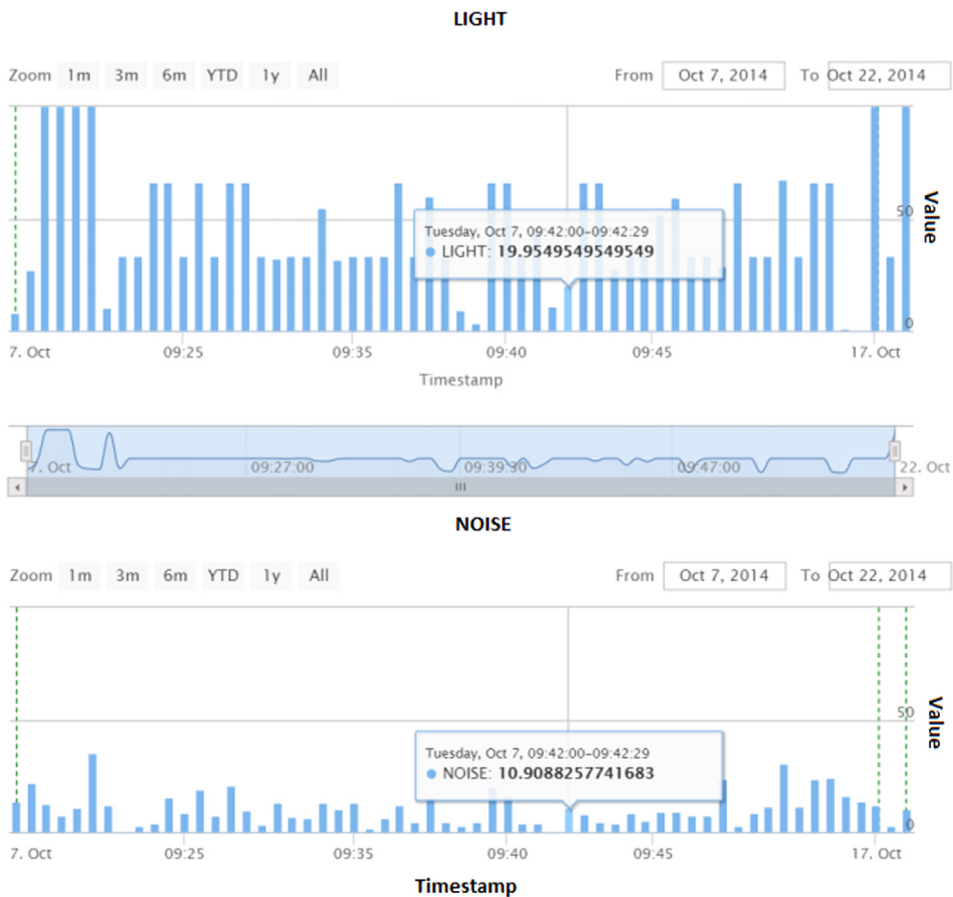 LIGHT
Zoom 1m 3m 6m YTD 1y All From Oct 7, 2014 To Oct 22, 2014
50
Value
Tuesday, Oct 7, 09:42:00-09:42:29
LIGHT: 19.9549549549549
0
7. Oct 09:25 09:35 09:40 09:45 17. Oct
Timestamp
7. Oct 09:27:00 09:39:30 09:47:00 22. Oct
NOISE
Zoom 1m 3m 6m YTD 1y All From Oct 7, 2014 To Oct 22, 2014
50
Value
Tuesday, Oct 7, 09:42:00-09:42:29
NOISE: 10.9088257741683
0
7. Oct 09:25 09:35 09:40 09:45 17. Oct
Timestamp